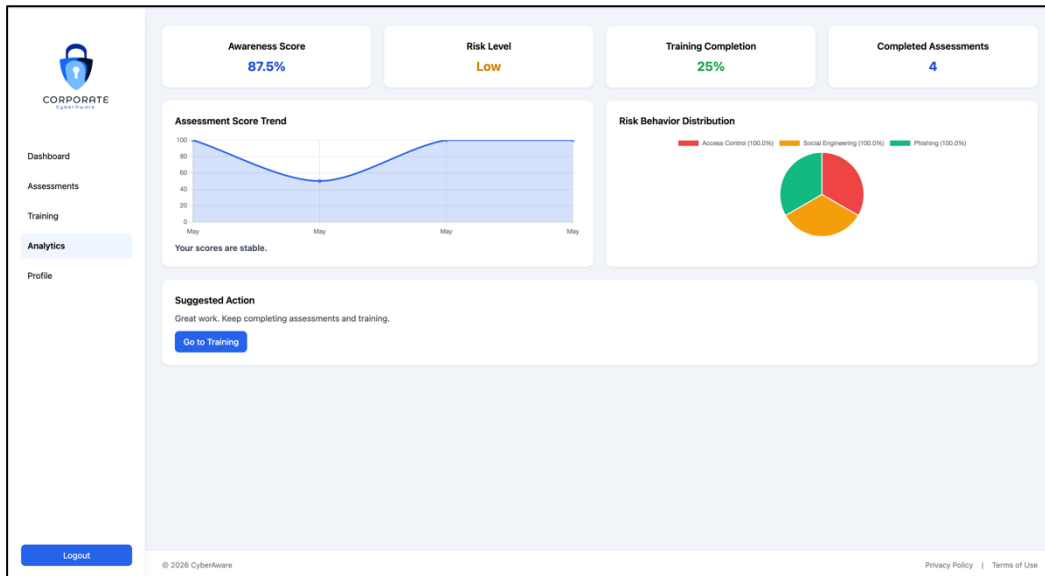 CORPORATE
CyberAware
Dashboard
Assessments
Training
Analytics
Profile
Logout
Awareness Score
87.5%
Risk Level
Low
Training Completion
25%
Completed Assessments
4
Assessment Score Trend
100
80
60
40
20
0
May May May May
Your scores are stable.
Risk Behavior Distribution
Access Control (100.0%) Social Engineering (100.0%) Phishing (100.0%)
Suggested Action
Great work. Keep completing assessments and training.
Go to Training
© 2026 CyberAware
Privacy Policy | Terms of Use